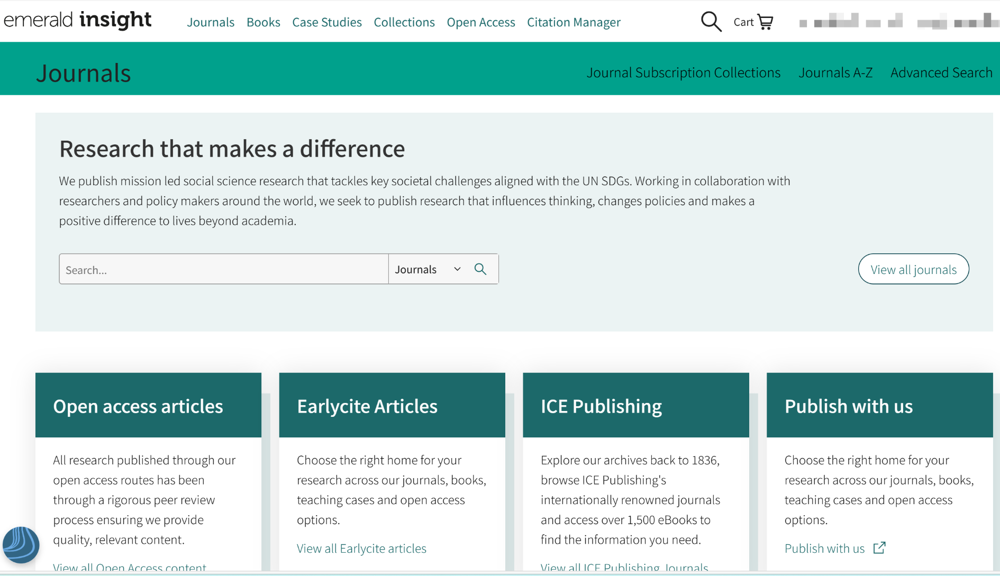 emerald insight
Journals Books Case Studies Collections Open Access Citation Manager
Cart
Journals
Journal Subscription Collections Journals A-Z Advanced Search
Research that makes a difference
We publish mission led social science research that tackles key societal challenges aligned with the UN SDGs. Working in collaboration with
researchers and policy makers around the world, we seek to publish research that influences thinking, changes policies and makes a
positive difference to lives beyond academia.
Search...
Journals
View all journals
Open access articles
All research published through our
open access routes has been
through a rigorous peer review
process ensuring we provide
quality, relevant content.
View all Open Access content
Earlycite Articles
Choose the right home for your
research across our journals, books,
teaching cases and open access
options.
View all Earlycite articles
ICE Publishing
Explore our archives back to 1836,
browse ICE Publishing's
internationally renowned journals
and access over 1,500 eBooks to
find the information you need.
View all ICE Publishing Journals
Publish with us
Choose the right home for your
research across our journals, books,
teaching cases and open access
options.
Publish with us